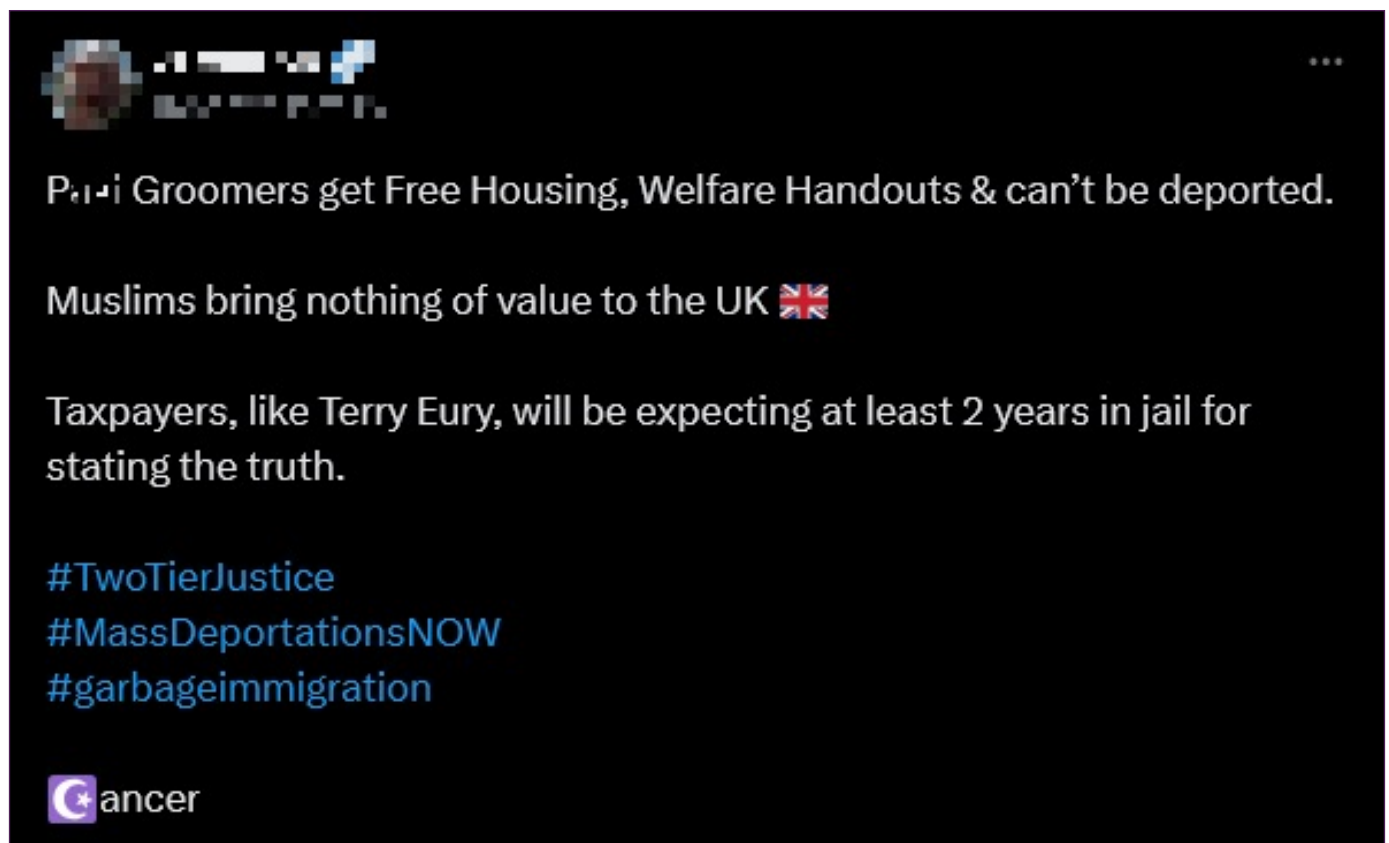 Groomers get Free Housing, Welfare Handouts & can’t be deported.
Muslims bring nothing of value to the UK 🇬🇧
Taxpayers, like Terry Eury, will be expecting at least 2 years in jail for
stating the truth.
#TwoTierJustice
#MassDeportationsNOW
#garbageimmigration
☪ancer